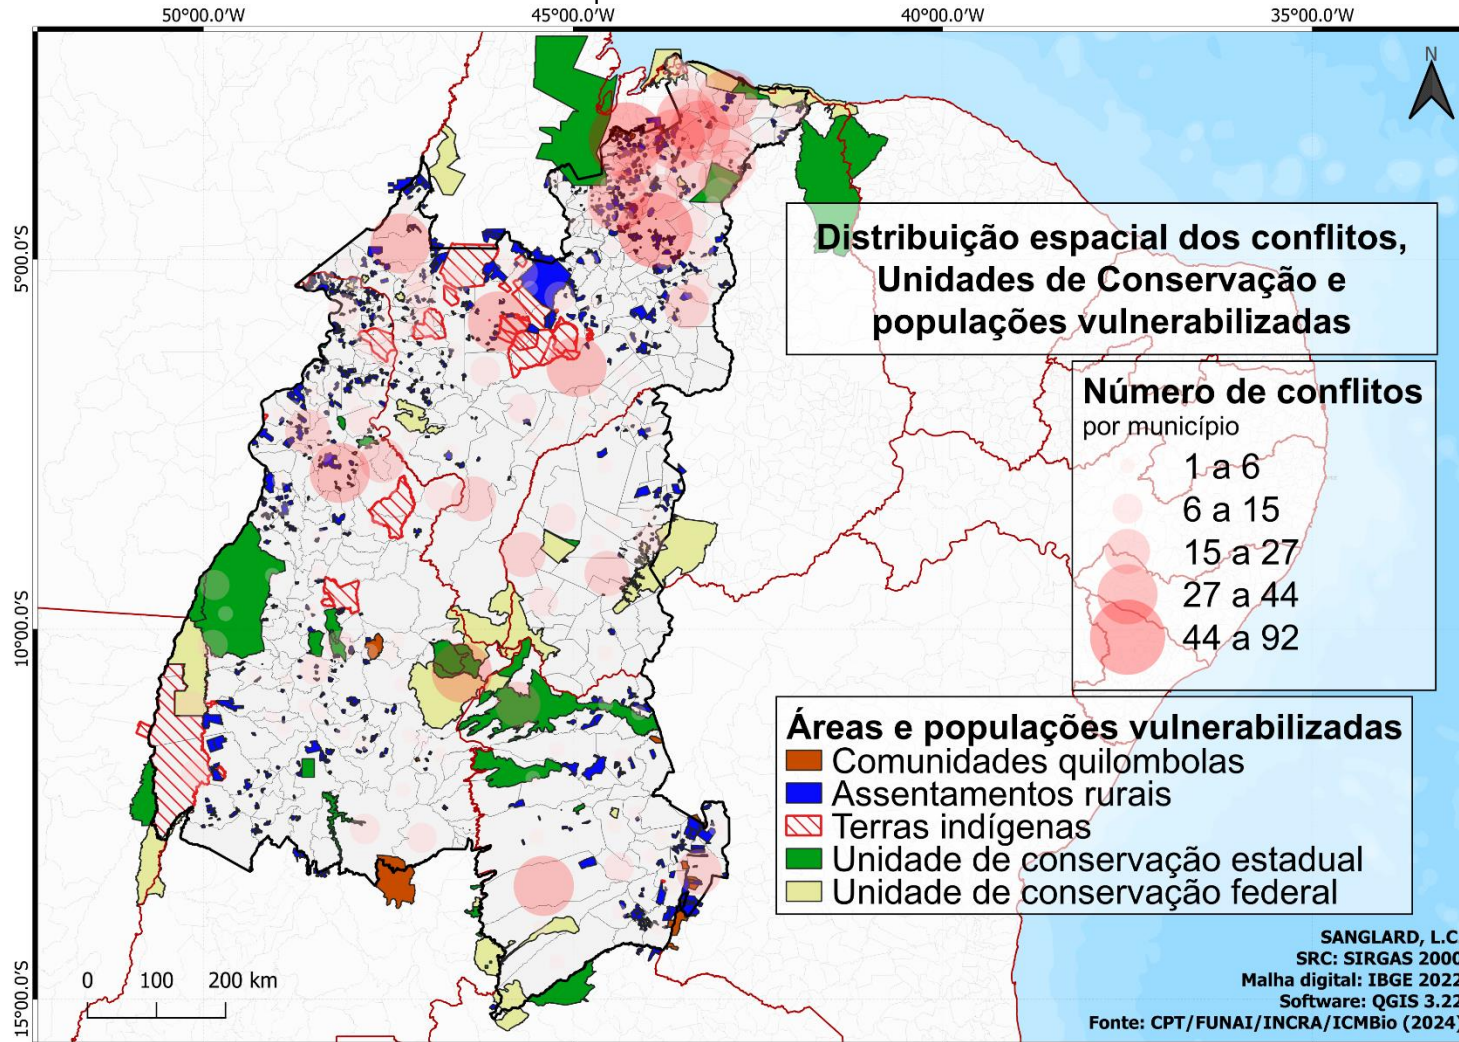 50°00.0'W 45°00.0'W 40°00.0'W 35°00.0'W
N
5°00.0'S
10°00.0'S
15°00.0'S
Distribuição espacial dos conflitos,
Unidades de Conservação e
populações vulnerabilizadas
Número de conflitos
por município
1 a 6
6 a 15
15 a 27
27 a 44
44 a 92
Áreas e populações vulnerabilizadas
Comunidades quilombolas
Assentamentos rurais
Terras indígenas
Unidade de conservação estadual
Unidade de conservação federal
0 100 200 km
SANGLARD, L.C
SRC: SIRGAS 2000
Malha digital: IBGE 2022
Software: QGIS 3.22
Fonte: CPT/FUNAI/INCRA/ICMBio (2024)